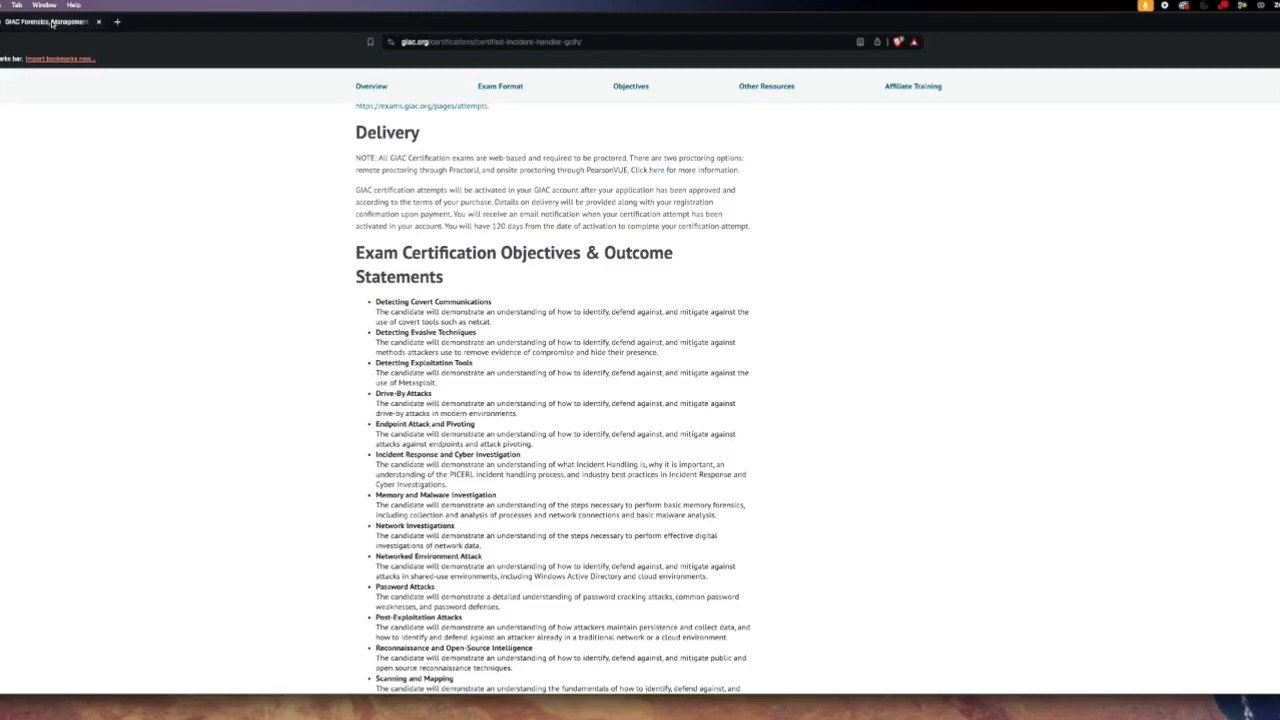 Tab Window Help
GIAC Forensics, Management
giac.org/certifications/certified-incident-handler-gcih/
rks bar. Import bookmarks now...
Overview Exam Format Objectives Other Resources Affiliate Training
https://exams.giac.org/pages/attempts.
Delivery
NOTE: All GIAC Certification exams are web-based and required to be proctored. There are two proctoring options:
remote proctoring through ProctorU, and onsite proctoring through PearsonVUE. Click here for more information.
GIAC certification attempts will be activated in your GIAC account after your application has been approved and
according to the terms of your purchase. Details on delivery will be provided along with your registration
confirmation upon payment. You will receive an email notification when your certification attempt has been
activated in your account. You will have 120 days from the date of activation to complete your certification attempt.
Exam Certification Objectives & Outcome
Statements
• Detecting Covert Communications
The candidate will demonstrate an understanding of how to identify, defend against, and mitigate against the
use of covert tools such as netcat.
• Detecting Evasive Techniques
The candidate will demonstrate an understanding of how to identify, defend against, and mitigate against
methods attackers use to remove evidence of compromise and hide their presence.
• Detecting Exploitation Tools
The candidate will demonstrate an understanding of how to identify, defend against, and mitigate against the
use of Metasploit.
• Drive-By Attacks
The candidate will demonstrate an understanding of how to identify, defend against, and mitigate against
drive-by attacks in modern environments.
• Endpoint Attack and Pivoting
The candidate will demonstrate an understanding of how to identify, defend against, and mitigate against
attacks against endpoints and attack pivoting.
• Incident Response and Cyber Investigation
The candidate will demonstrate an understanding of what Incident Handling is, why it is important, an
understanding of the PICERL incident handling process, and industry best practices in Incident Response and
Cyber Investigations.
• Memory and Malware Investigation
The candidate will demonstrate an understanding of the steps necessary to perform basic memory forensics,
including collection and analysis of processes and network connections and basic malware analysis.
• Network Investigations
The candidate will demonstrate an understanding of the steps necessary to perform effective digital
investigations of network data.
• Networked Environment Attack
The candidate will demonstrate an understanding of how to identify, defend against, and mitigate against
attacks in shared-use environments, including Windows Active Directory and cloud environments.
• Password Attacks
The candidate will demonstrate a detailed understanding of password cracking attacks, common password
weaknesses, and password defenses.
• Post-Exploitation Attacks
The candidate will demonstrate an understanding of how attackers maintain persistence and collect data, and
how to identify and defend against an attacker already in a traditional network or a cloud environment.
• Reconnaissance and Open-Source Intelligence
The candidate will demonstrate an understanding of how to identify, defend against, and mitigate public and
open source reconnaissance techniques.
• Scanning and Mapping
The candidate will demonstrate an understanding the fundamentals of how to identify, defend against, and